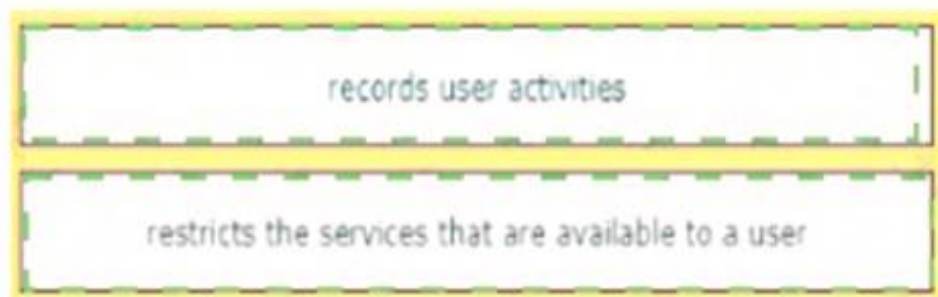 records user activities
restricts the services that are available to a user